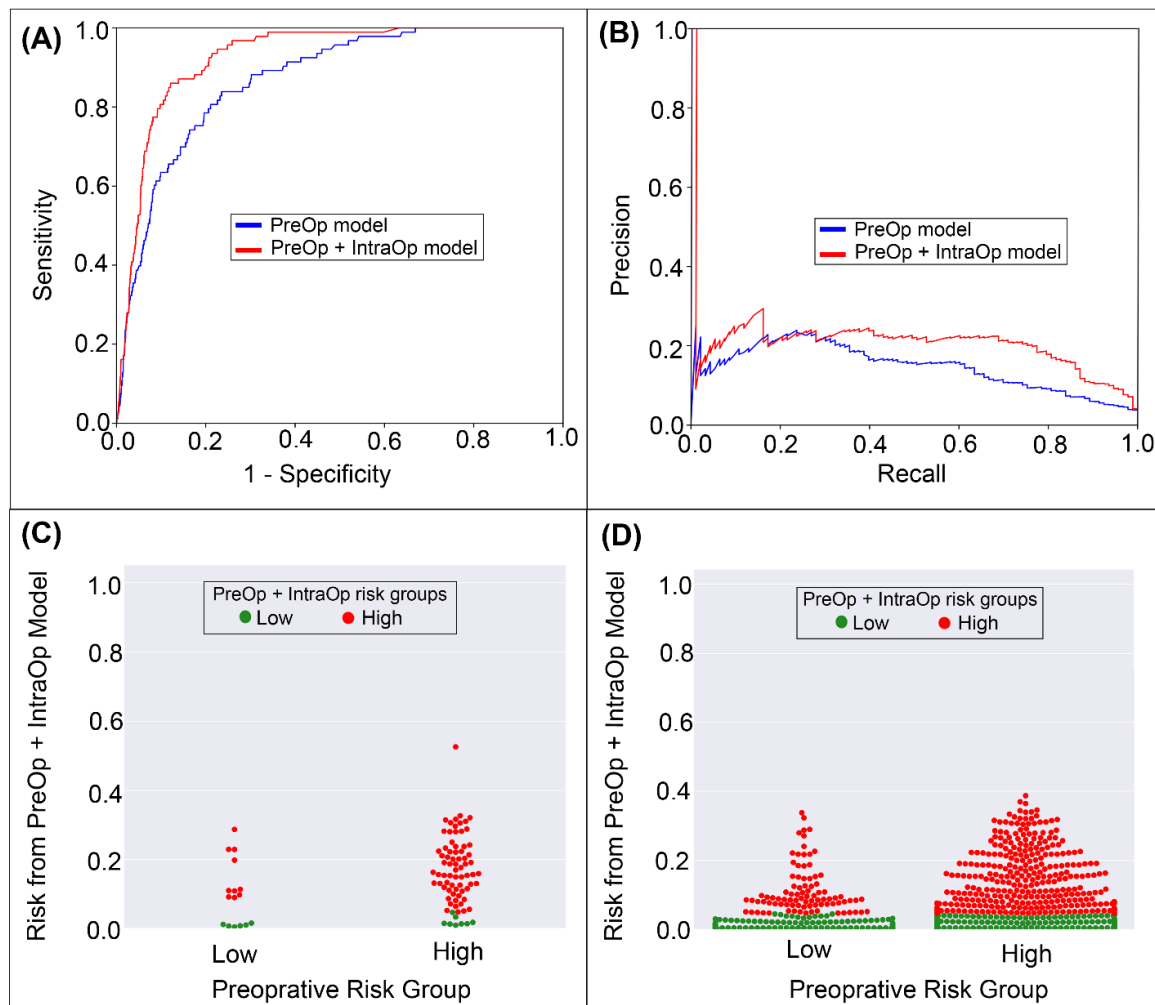 (A)
1.0
0.8
0.6
0.4
0.2
0.0
Sensitivity
PreOp model
PreOp + IntraOp model
0.0 0.2 0.4 0.6 0.8 1.0
1 - Specificity
(B)
1.0
0.8
0.6
0.4
0.2
0.0
Precision
PreOp model
PreOp + IntraOp model
0.0 0.2 0.4 0.6 0.8 1.0
Recall
(C)
1.0
0.8
0.6
0.4
0.2
0.0
Risk from PreOp + IntraOp Model
PreOp + IntraOp risk groups
Low High
Low High
Preoprative Risk Group
(D)
1.0
0.8
0.6
0.4
0.2
0.0
Risk from PreOp + IntraOp Model
PreOp + IntraOp risk groups
Low High
Low High
Preoprative Risk Group